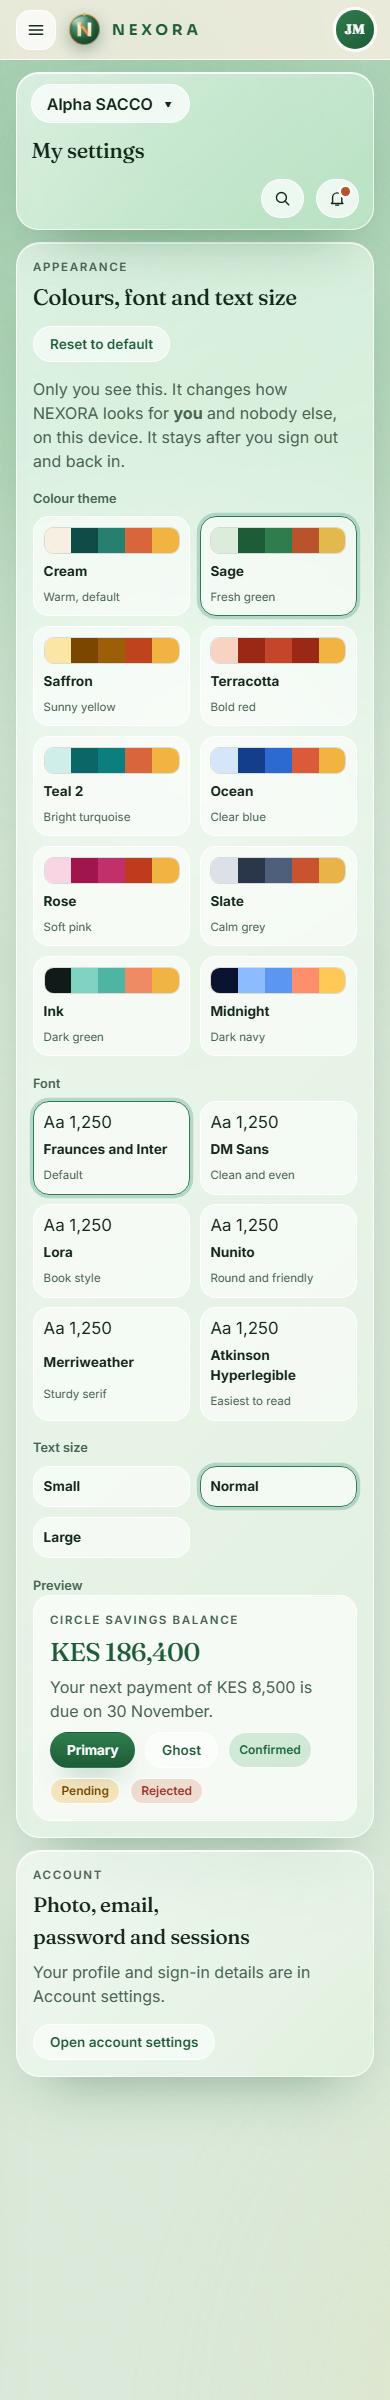 N NEXORA JM
Alpha SACCO ▼
My settings
APPEARANCE
Colours, font and text size
Reset to default
Only you see this. It changes how
NEXORA looks for you and nobody else,
on this device. It stays after you sign out
and back in.
Colour theme
Cream
Warm, default
Sage
Fresh green
Saffron
Sunny yellow
Terracotta
Bold red
Teal 2
Bright turquoise
Ocean
Clear blue
Rose
Soft pink
Slate
Calm grey
Ink
Dark green
Midnight
Dark navy
Font
Aa 1,250
Fraunces and Inter
Default
Aa 1,250
DM Sans
Clean and even
Aa 1,250
Lora
Book style
Aa 1,250
Nunito
Round and friendly
Aa 1,250
Merriweather
Sturdy serif
Aa 1,250
Atkinson
Hyperlegible
Easiest to read
Text size
Small
Normal
Large
Preview
CIRCLE SAVINGS BALANCE
KES 186,400
Your next payment of KES 8,500 is
due on 30 November.
Primary Ghost Confirmed
Pending Rejected
ACCOUNT
Photo, email,
password and sessions
Your profile and sign-in details are in
Account settings.
Open account settings